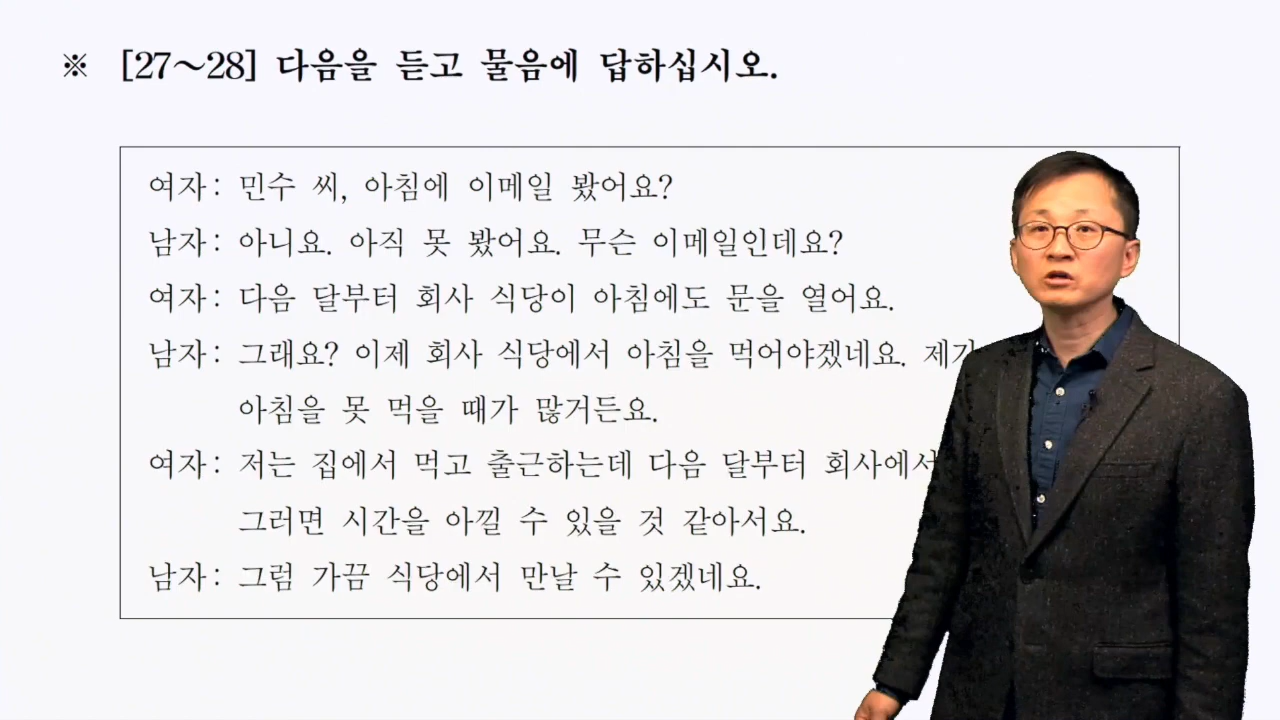 ※ [27～28] 다음을 듣고 물음에 답하십시오.
여자: 민수 씨, 아침에 이메일 봤어요?
남자: 아니요. 아직 못 봤어요. 무슨 이메일인데요?
여자: 다음 달부터 회사 식당이 아침에도 문을 열어요.
남자: 그래요? 이제 회사 식당에서 아침을 먹어야겠네요. 제가
아침을 못 먹을 때가 많거든요.
여자: 저는 집에서 먹고 출근하는데 다음 달부터 회사에서
그러면 시간을 아낄 수 있을 것 같아서요.
남자: 그럼 가끔 식당에서 만날 수 있겠네요.